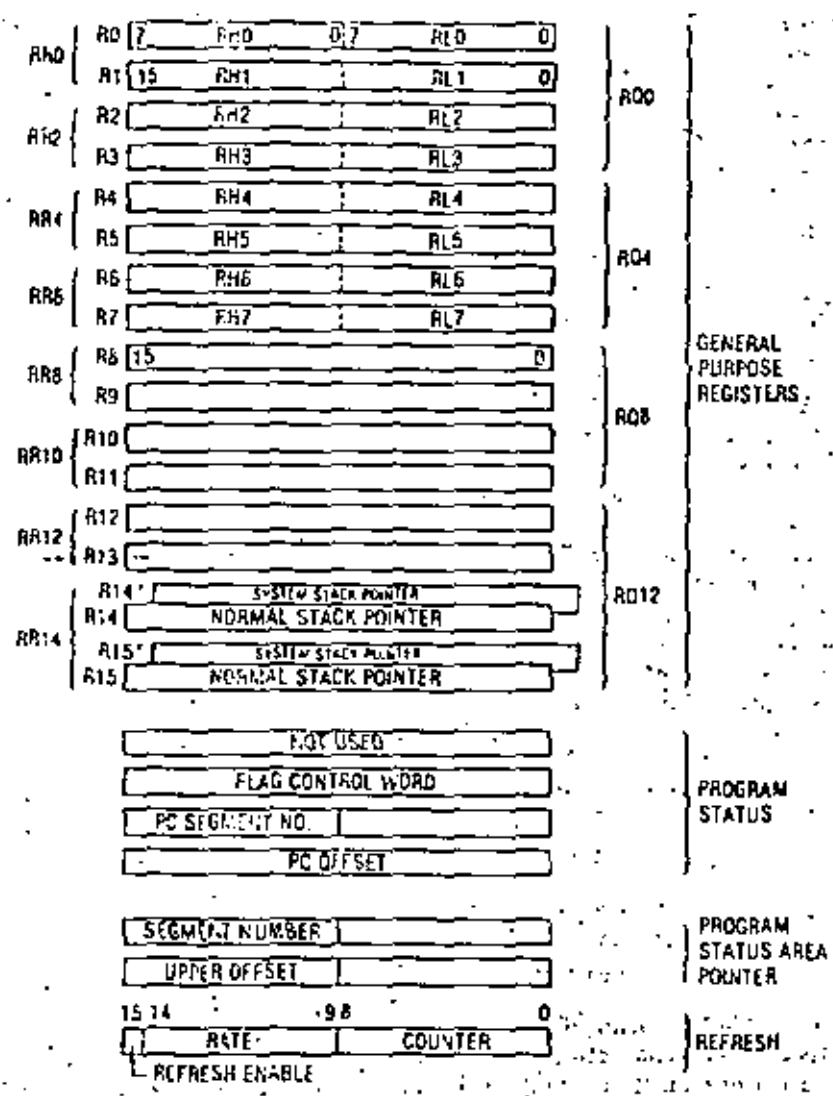 RR0 R0 7 RH0 0 7 RL0 0
R1 15 RH1 RL1 0
RQ0
RR2 R2 RH2 RL2
R3 RH3 RL3
RR4 R4 RH4 RL4
R5 RH5 RL5
RQ4
RR6 R6 RH6 RL6
R7 RH7 RL7
RR8 R8 15 0
R9
RQ8
GENERAL
PURPOSE
REGISTERS
RR10 R10
R11
RR12 R12
R13
RQ12
RR14 R14' SYSTEM STACK POINTER
R14 NORMAL STACK POINTER
R15' SYSTEM STACK POINTER
R15 NORMAL STACK POINTER
NOT USED
FLAG CONTROL WORD
PC SEGMENT NO.
PC OFFSET
PROGRAM
STATUS
SEGMENT NUMBER
UPPER OFFSET
PROGRAM
STATUS AREA
POINTER
15 14 9 8 0
RATE COUNTER
REFRESH
REFRESH ENABLE